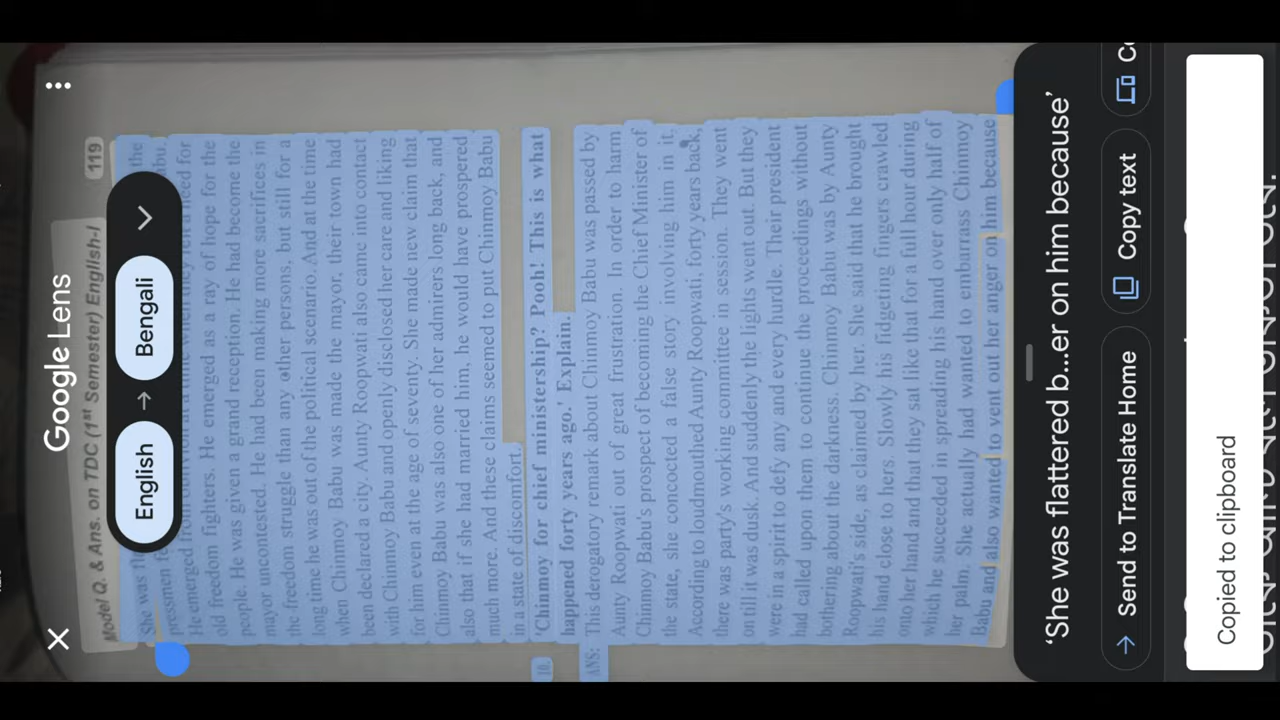 Google Lens
English → Bengali
Model Q. & Ans. on TDC (1st Semester) English-I
119
She was
the
pressmen
He emerged from
need for
old freedom fighters. He emerged as a ray of hope for the
people. He was given a grand reception. He had become the
mayor uncontested. He had been making more sacrifices in
the freedom struggle than any other persons, but still for a
long time he was out of the political scenario. And at the time
when Chinmoy Babu was made the mayor, their town had
been declared a city. Aunty Roopwati also came into contact
with Chinmoy Babu and openly disclosed her care and liking
for him even at the age of seventy. She made new claim that
Chinmoy Babu was also one of her admirers long back, and
also that if she had married him, he would have prospered
much more. And these claims seemed to put Chinmoy Babu
in a state of discomfort.
10. 'Chinmoy for chief ministership? Pooh! This is what
happened forty years ago.' Explain.
ANS: This derogatory remark about Chinmoy Babu was passed by
Aunty Roopwati out of great frustration. In order to harm
Chinmoy Babu's prospect of becoming the Chief Minister of
the state, she concocted a false story involving him in it,
According to loudmouthed Aunty Roopwati, forty years back,
there was party's working committee in session. They went
on till it was dusk. And suddenly the lights went out. But they
were in a spirit to defy any and every hurdle. Their president
had called upon them to continue the proceedings without
bothering about the darkness. Chinmoy Babu was by Aunty
Roopwati's side, as claimed by her. She said that he brought
his hand close to hers. Slowly his fidgeting fingers crawled
onto her hand and that they sat like that for a full hour during
which he succeeded in spreading his hand over only half of
her palm. She actually had wanted to embarrass Chinmoy
Babu and also wanted to vent out her anger on him because
'She was flattered b...er on him because'
→ Send to Translate Home
Copy text
Co
Copied to clipboard